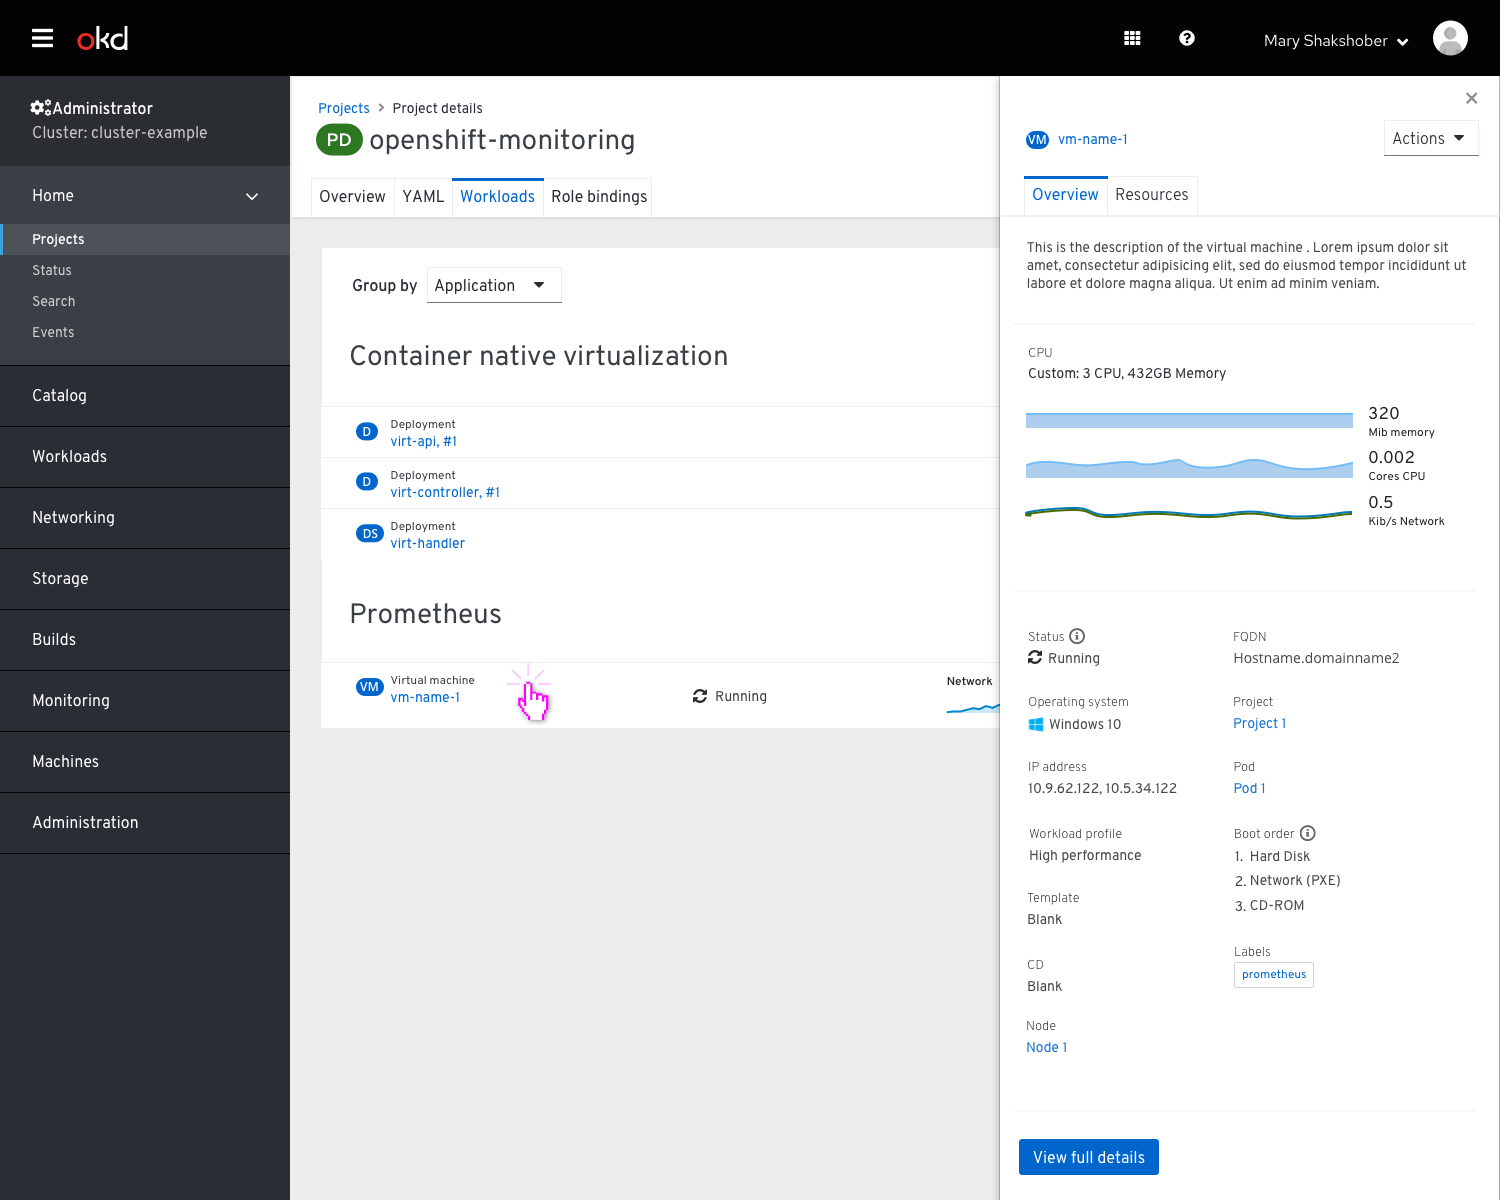 okd
Mary Shakshober
Administrator
Cluster: cluster-example
Home
Projects
Status
Search
Events
Catalog
Workloads
Networking
Storage
Builds
Monitoring
Machines
Administration
Projects > Project details
PD openshift-monitoring
Overview YAML Workloads Role bindings
Group by Application
Container native virtualization
Deployment
D virt-api, #1
Deployment
D virt-controller, #1
Deployment
DS virt-handler
Prometheus
Virtual machine
VM vm-name-1
Running
Network
VM vm-name-1
Actions
Overview Resources
This is the description of the virtual machine . Lorem ipsum dolor sit
amet, consectetur adipisicing elit, sed do eiusmod tempor incididunt ut
labore et dolore magna aliqua. Ut enim ad minim veniam.
CPU
Custom: 3 CPU, 432GB Memory
320
Mib memory
0.002
Cores CPU
0.5
Kib/s Network
Status
Running
FQDN
Hostname.domainname2
Operating system
Windows 10
Project
Project 1
IP address
10.9.62.122, 10.5.34.122
Pod
Pod 1
Workload profile
High performance
Boot order
1. Hard Disk
2. Network (PXE)
3. CD-ROM
Template
Blank
Labels
prometheus
CD
Blank
Node
Node 1
View full details